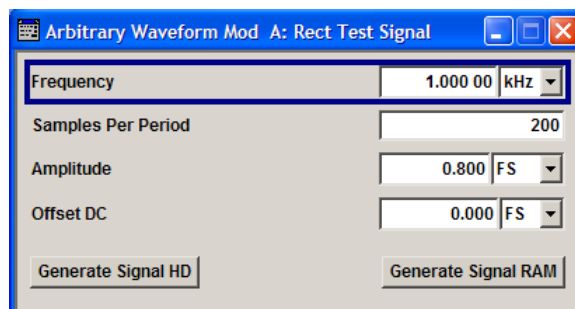 Arbitrary Waveform Mod A: Rect Test Signal
Frequency 1.000 00 kHz
Samples Per Period 200
Amplitude 0.800 FS
Offset DC 0.000 FS
Generate Signal HD Generate Signal RAM